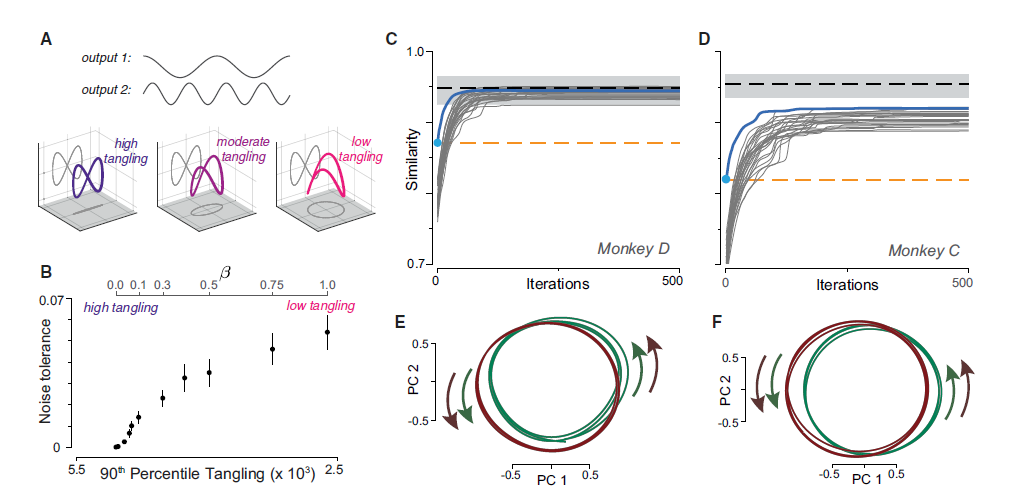 A
output 1:
output 2:
high
tangling
moderate
tangling
low
tangling
B
β
0.0 0.1 0.3 0.5 0.75 1.0
high tangling
low tangling
0.07
Noise tolerance
0
5.5
90th Percentile Tangling (x 10³)
2.5
C
1.0
Similarity
0.7
Monkey D
0
Iterations
500
D
Monkey C
0
Iterations
500
E
0.5
PC 2
-0.5
-0.5
PC 1
0.5
F
0.5
PC 2
-0.5
-0.5
PC 1
0.5